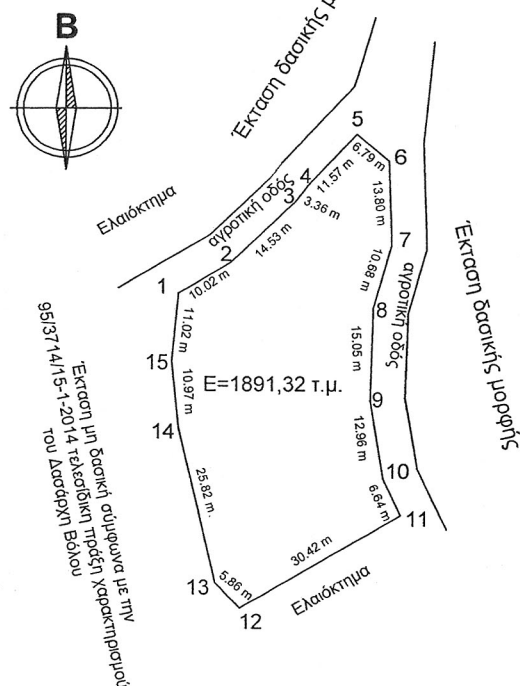 Β
Έκταση δασικής
Ελαιόκτημα
αγροτική οδός
1
2
3
4
5
6
7
8
9
10
11
12
13
14
15
10.02 m
14.53 m
3.36 m
11.57 m
6.79 m
13.80 m
10.68 m
15.05 m
12.96 m
6.64 m
30.42 m
5.86 m
25.82 m.
10.97 m
11.02 m
Ε=1891,32 τ.μ.
αγροτική οδός
Έκταση δασικής μορφής
Ελαιόκτημα
Έκταση μη δασική σύμφωνα με την
95/3714/15-1-2014 τελεσίδικη πράξη χαρακτηρισμού
του Δασάρχη Βόλου